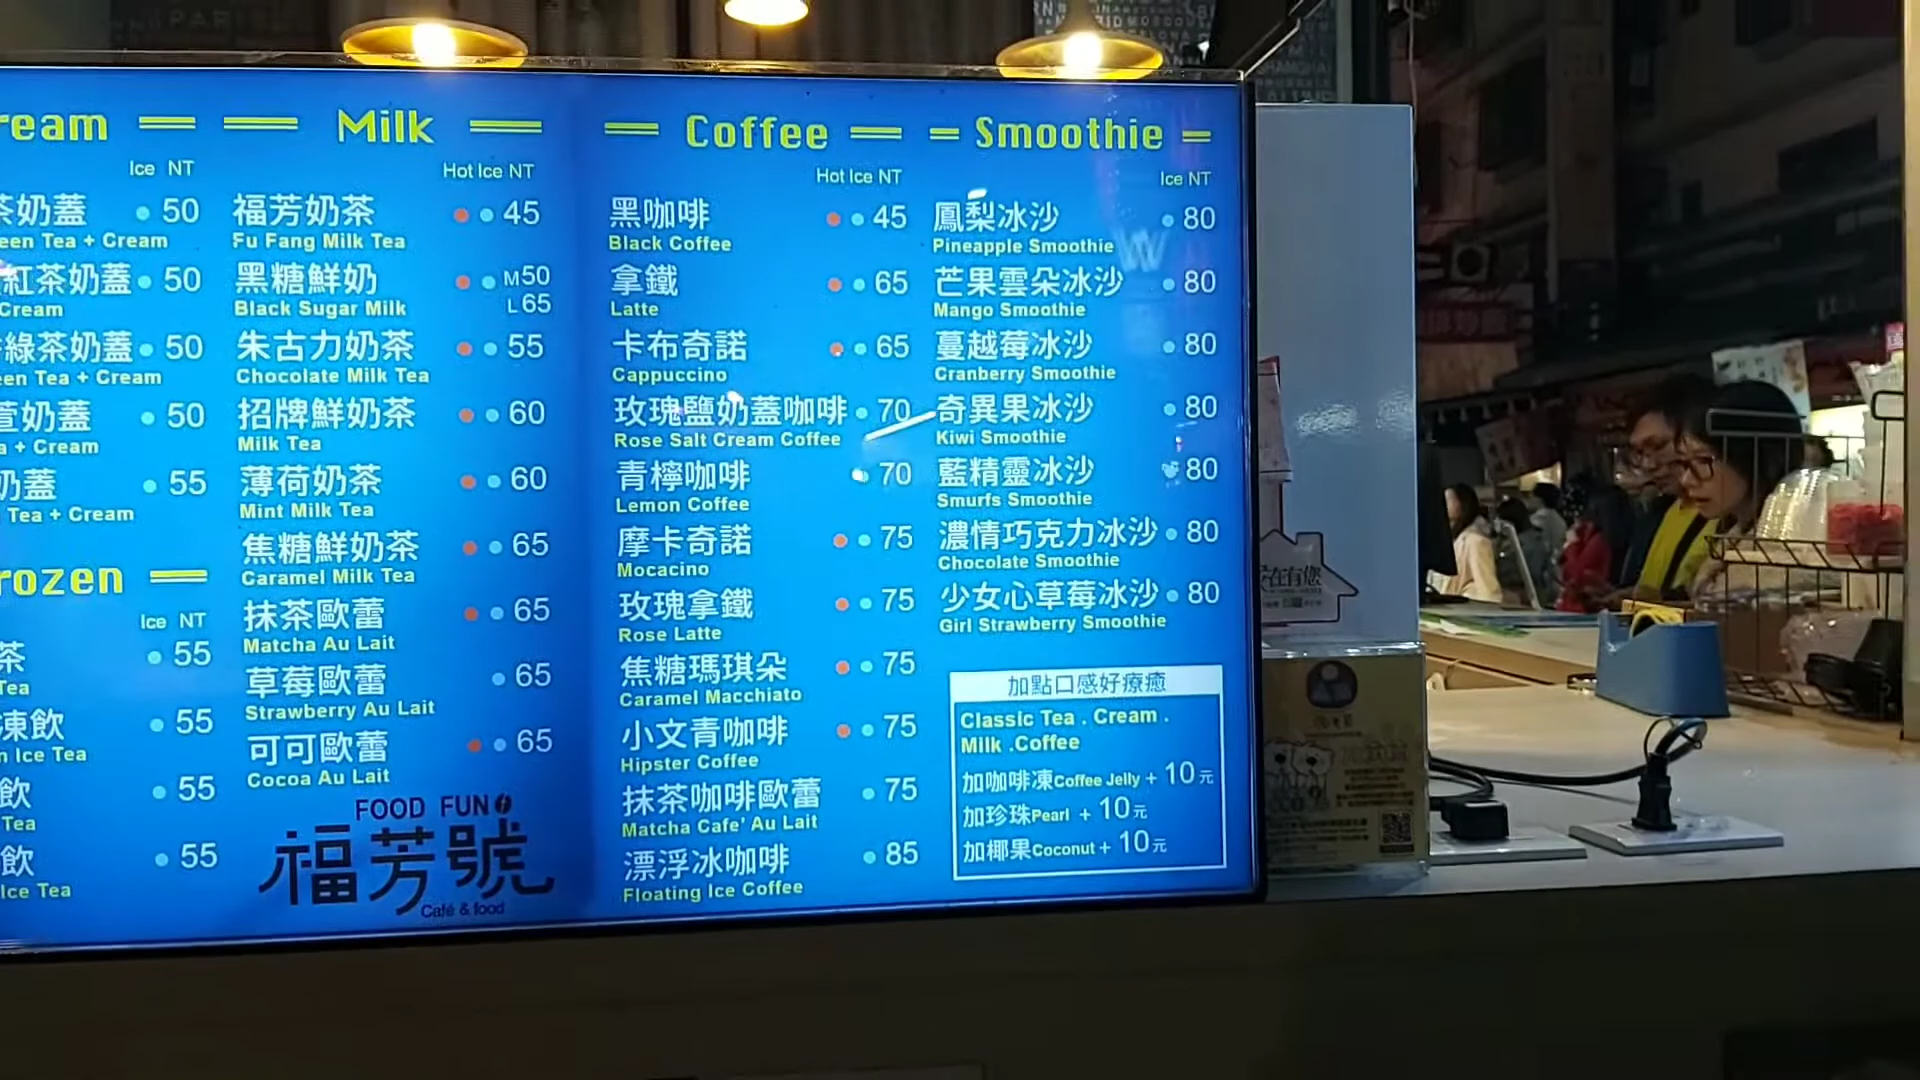 ream
Ice NT
茶奶蓋 50
een Tea + Cream
紅茶奶蓋 50
Cream
綠茶奶蓋 50
een Tea + Cream
萱奶蓋 50
a + Cream
奶蓋 55
Tea + Cream
rozen
Ice NT
茶 55
Tea
凍飲 55
n Ice Tea
飲 55
Tea
飲 55
Ice Tea
Milk
Hot Ice NT
福芳奶茶 45
Fu Fang Milk Tea
黑糖鮮奶 M50
L65
Black Sugar Milk
朱古力奶茶 55
Chocolate Milk Tea
招牌鮮奶茶 60
Milk Tea
薄荷奶茶 60
Mint Milk Tea
焦糖鮮奶茶 65
Caramel Milk Tea
抹茶歐蕾 65
Matcha Au Lait
草莓歐蕾 65
Strawberry Au Lait
可可歐蕾 65
Cocoa Au Lait
FOOD FUN
福芳號
Café & food
Coffee
Hot Ice NT
黑咖啡 45
Black Coffee
拿鐵 65
Latte
卡布奇諾 65
Cappuccino
玫瑰鹽奶蓋咖啡 70
Rose Salt Cream Coffee
青檸咖啡 70
Lemon Coffee
摩卡奇諾 75
Mocacino
玫瑰拿鐵 75
Rose Latte
焦糖瑪琪朵 75
Caramel Macchiato
小文青咖啡 75
Hipster Coffee
抹茶咖啡歐蕾 75
Matcha Cafe' Au Lait
漂浮冰咖啡 85
Floating Ice Coffee
Smoothie
Ice NT
鳳梨冰沙 80
Pineapple Smoothie
芒果雲朵冰沙 80
Mango Smoothie
蔓越莓冰沙 80
Cranberry Smoothie
奇異果冰沙 80
Kiwi Smoothie
藍精靈冰沙 80
Smurfs Smoothie
濃情巧克力冰沙 80
Chocolate Smoothie
少女心草莓冰沙 80
Girl Strawberry Smoothie
加點口感好療癒
Classic Tea . Cream .
Milk .Coffee
加咖啡凍Coffee Jelly + 10元
加珍珠Pearl + 10元
加椰果Coconut + 10元
在有您
PARIS
SHANGHAI